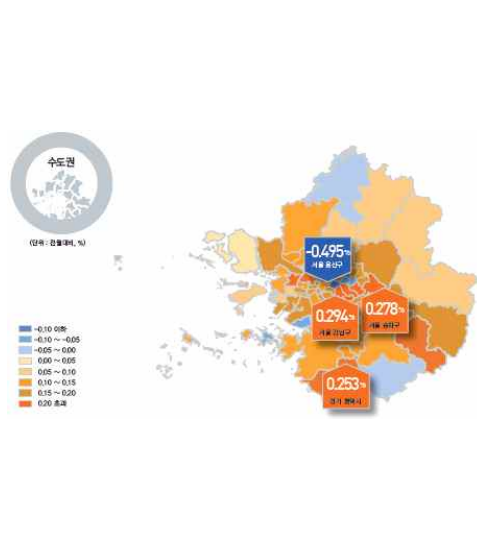 수도권
(단위 : 전월대비, %)
-0.495%
서울 용산구
0.294%
서울 강남구
0.278%
서울 송파구
0.253%
경기 평택시
-0.10 이하
-0.10 ~ -0.05
-0.05 ~ 0.00
0.00 ~ 0.05
0.05 ~ 0.10
0.10 ~ 0.15
0.15 ~ 0.20
0.20 초과